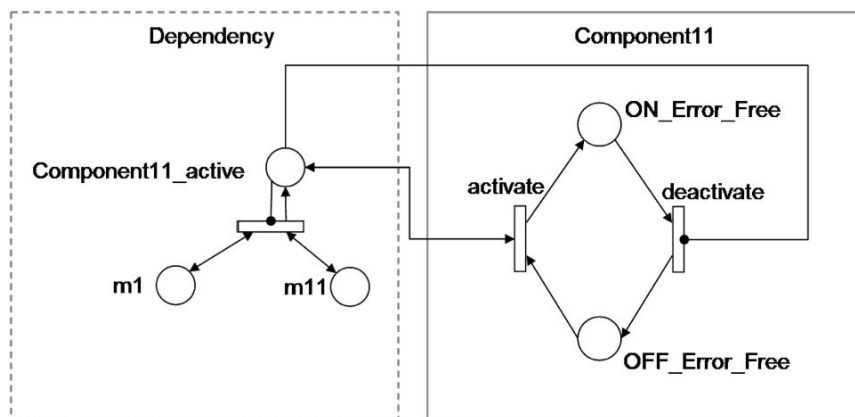 Dependency
Component11
ON_Error_Free
Component11_active
activate
deactivate
m1
m11
OFF_Error_Free